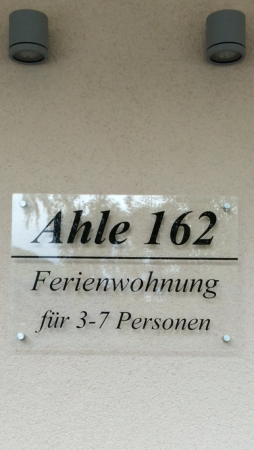 Ahle 162
Ferienwohnung
für 3-7 Personen